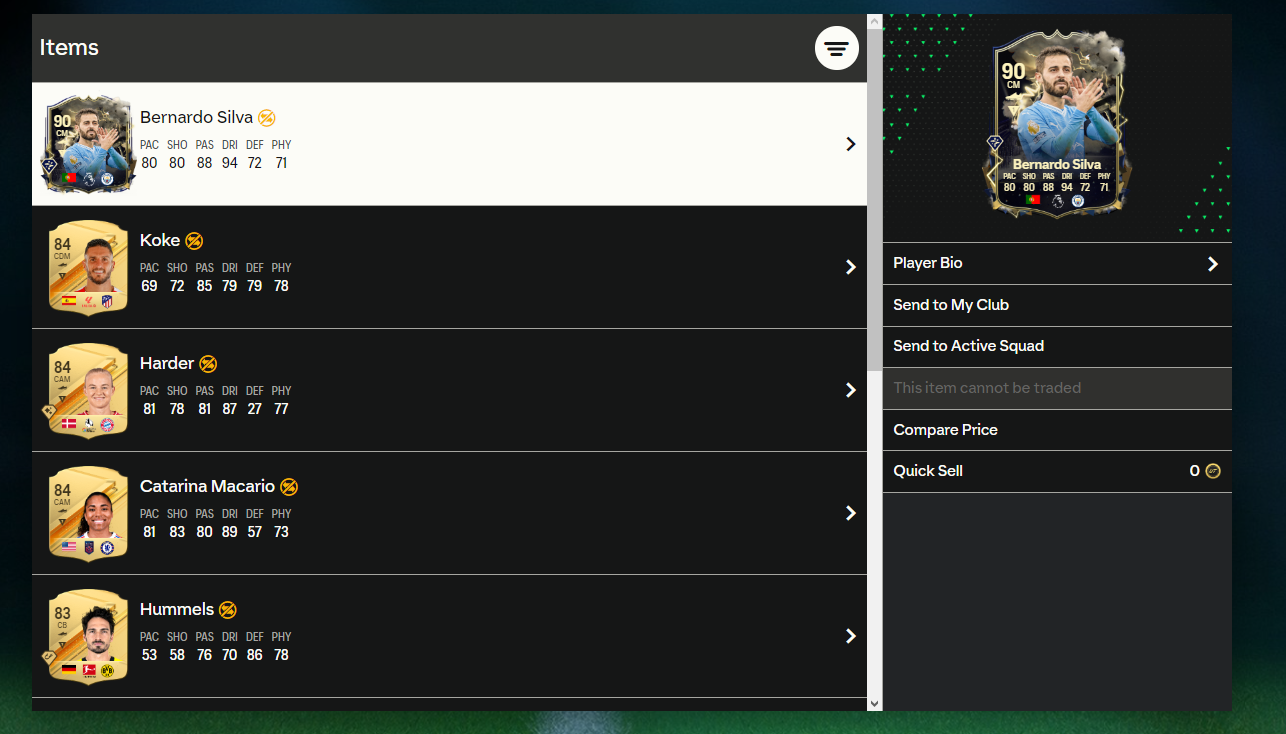 Items
90
CM
Bernardo Silva
PAC SHO PAS DRI DEF PHY
80 80 88 94 72 71
84
CDM
Koke
PAC SHO PAS DRI DEF PHY
69 72 85 79 79 78
84
CAM
Harder
PAC SHO PAS DRI DEF PHY
81 78 81 87 27 77
84
CAM
Catarina Macario
PAC SHO PAS DRI DEF PHY
81 83 80 89 57 73
83
CB
Hummels
PAC SHO PAS DRI DEF PHY
53 58 76 70 86 78
90
CM
Bernardo Silva
PAC SHO PAS DRI DEF PHY
80 80 88 94 72 71
Player Bio
Send to My Club
Send to Active Squad
This item cannot be traded
Compare Price
Quick Sell 0